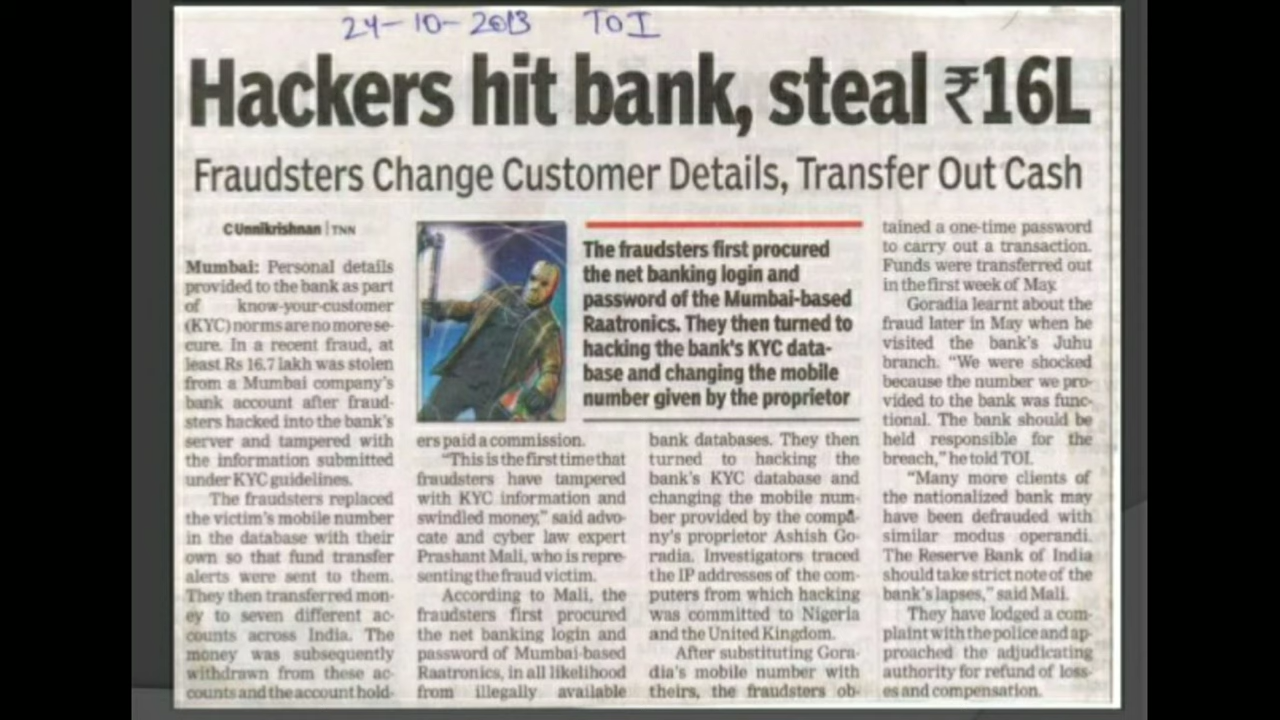 24-10-2013 TOI
Hackers hit bank, steal ₹16L
Fraudsters Change Customer Details, Transfer Out Cash
C Unnikrishnan | TNN
Mumbai: Personal details
provided to the bank as part
of know-your-customer
(KYC) norms are no more se-
cure. In a recent fraud, at
least Rs 16.7 lakh was stolen
from a Mumbai company's
bank account after fraud-
sters hacked into the bank's
server and tampered with
the information submitted
under KYC guidelines.
The fraudsters replaced
the victim's mobile number
in the database with their
own so that fund transfer
alerts were sent to them.
They then transferred mon-
ey to seven different ac-
counts across India. The
money was subsequently
withdrawn from these ac-
counts and the account hold-
The fraudsters first procured
the net banking login and
password of the Mumbai-based
Raatronics. They then turned to
hacking the bank's KYC data-
base and changing the mobile
number given by the proprietor
ers paid a commission.
"This is the first time that
fraudsters have tampered
with KYC information and
swindled money," said advo-
cate and cyber law expert
Prashant Mali, who is repre-
senting the fraud victim.
According to Mali, the
fraudsters first procured
the net banking login and
password of Mumbai-based
Raatronics, in all likelihood
from illegally available
bank databases. They then
turned to hacking the
bank's KYC database and
changing the mobile num-
ber provided by the compa-
ny's proprietor Ashish Go-
radia. Investigators traced
the IP addresses of the com-
puters from which hacking
was committed to Nigeria
and the United Kingdom.
After substituting Gora-
dia's mobile number with
theirs, the fraudsters ob-
tained a one-time password
to carry out a transaction.
Funds were transferred out
in the first week of May.
Goradia learnt about the
fraud later in May when he
visited the bank's Juhu
branch. "We were shocked
because the number we pro-
vided to the bank was func-
tional. The bank should be
held responsible for the
breach," he told TOI.
"Many more clients of
the nationalized bank may
have been defrauded with
similar modus operandi.
The Reserve Bank of India
should take strict note of the
bank's lapses," said Mali.
They have lodged a com-
plaint with the police and ap-
proached the adjudicating
authority for refund of loss-
es and compensation.